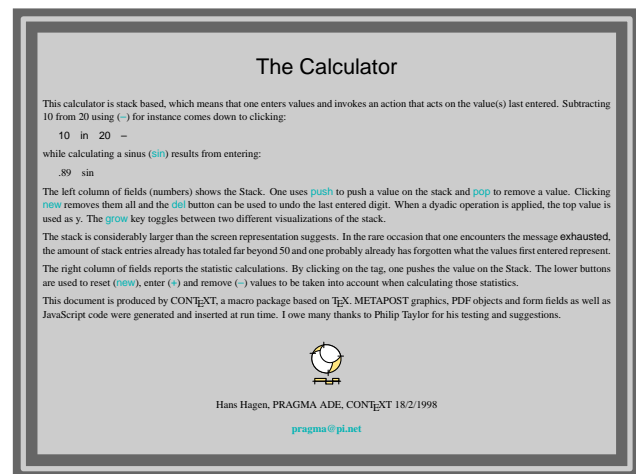 The Calculator
This calculator is stack based, which means that one enters values and invokes an action that acts on the value(s) last entered. Subtracting
10 from 20 using (–) for instance comes down to clicking:
10 in 20 –
while calculating a sinus (sin) results from entering:
.89 sin
The left column of fields (numbers) shows the Stack. One uses push to push a value on the stack and pop to remove a value. Clicking
new removes them all and the del button can be used to undo the last entered digit. When a dyadic operation is applied, the top value is
used as y. The grow key toggles between two different visualizations of the stack.
The stack is considerably larger than the screen representation suggests. In the rare occasion that one encounters the message exhausted,
the amount of stack entries already has totaled far beyond 50 and one probably already has forgotten what the values first entered represent.
The right column of fields reports the statistic calculations. By clicking on the tag, one pushes the value on the Stack. The lower buttons
are used to reset (new), enter (+) and remove (–) values to be taken into account when calculating those statistics.
This document is produced by CONTEXT, a macro package based on TEX. METAPOST graphics, PDF objects and form fields as well as
JavaScript code were generated and inserted at run time. I owe many thanks to Philip Taylor for his testing and suggestions.
Hans Hagen, PRAGMA ADE, CONTEXT 18/2/1998
pragma@pi.net